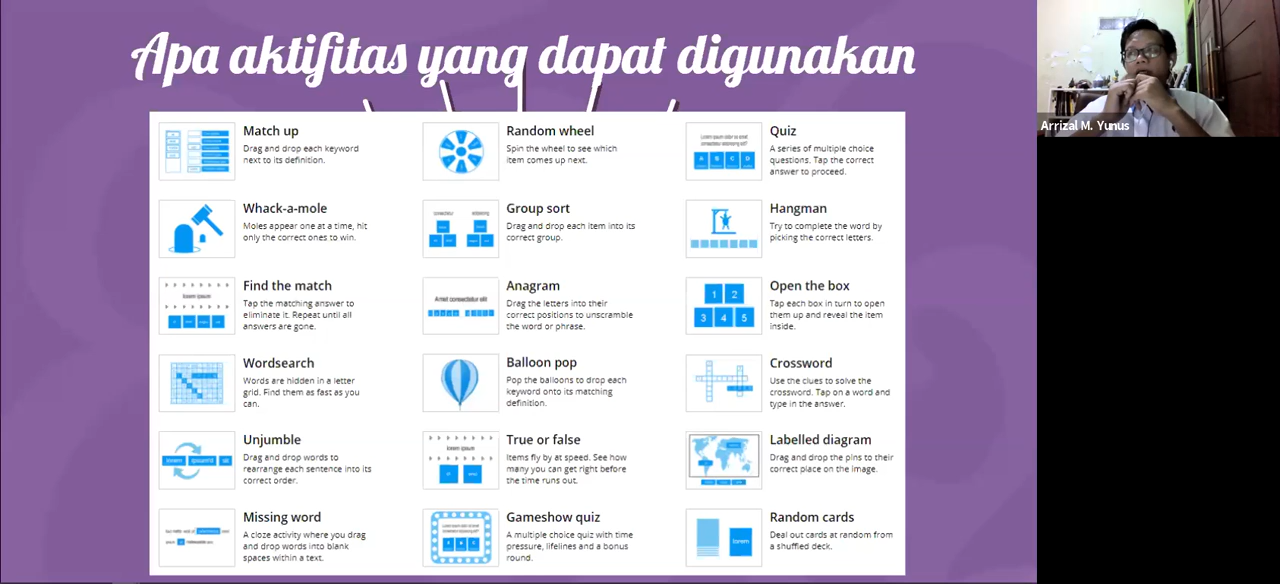 Apa aktifitas yang dapat digunakan
Arrizal M. Yunus
Match up
Drag and drop each keyword
next to its definition.
Random wheel
Spin the wheel to see which
item comes up next.
Quiz
A series of multiple choice
questions. Tap the correct
answer to proceed.
A B C D
Whack-a-mole
Moles appear one at a time, hit
only the correct ones to win.
Group sort
Drag and drop each item into its
correct group.
Hangman
Try to complete the word by
picking the correct letters.
lorem ipsum
Find the match
Tap the matching answer to
eliminate it. Repeat until all
answers are gone.
Amet consectetur elit
Anagram
Drag the letters into their
correct positions to unscramble
the word or phrase.
1 2
3 4 5
Open the box
Tap each box in turn to open
them up and reveal the item
inside.
Wordsearch
Words are hidden in a letter
grid. Find them as fast as you
can.
Balloon pop
Pop the balloons to drop each
keyword onto its matching
definition.
Crossword
Use the clues to solve the
crossword. Tap on a word and
type in the answer.
lorem ipsum sit
Unjumble
Drag and drop words to
rearrange each sentence into its
correct order.
lorem ipsum
True or false
Items fly by at speed. See how
many you can get right before
the time runs out.
Labelled diagram
Drag and drop the pins to their
correct place on the image.
Missing word
A cloze activity where you drag
and drop words into blank
spaces within a text.
A B C
Gameshow quiz
A multiple choice quiz with time
pressure, lifelines and a bonus
round.
lorem
Random cards
Deal out cards at random from
a shuffled deck.